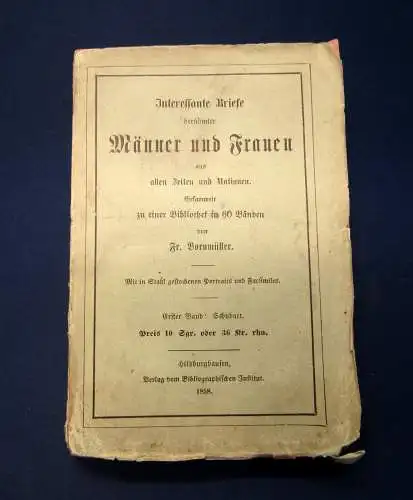 Interessante Briefe
berühmter
Männer und Frauen
aus
allen Zeiten und Nationen.
Gesammelt
zu einer Bibliothek in 60 Bänden
von
Fr. Bornmüller.
Mit in Stahl gestochenen Portraits und Facsimiles.
Erster Band: Schubart.
Preis 10 Sgr. oder 36 Kr. rhn.
Hildburghausen,
Verlag vom Bibliographischen Institut.
1858.